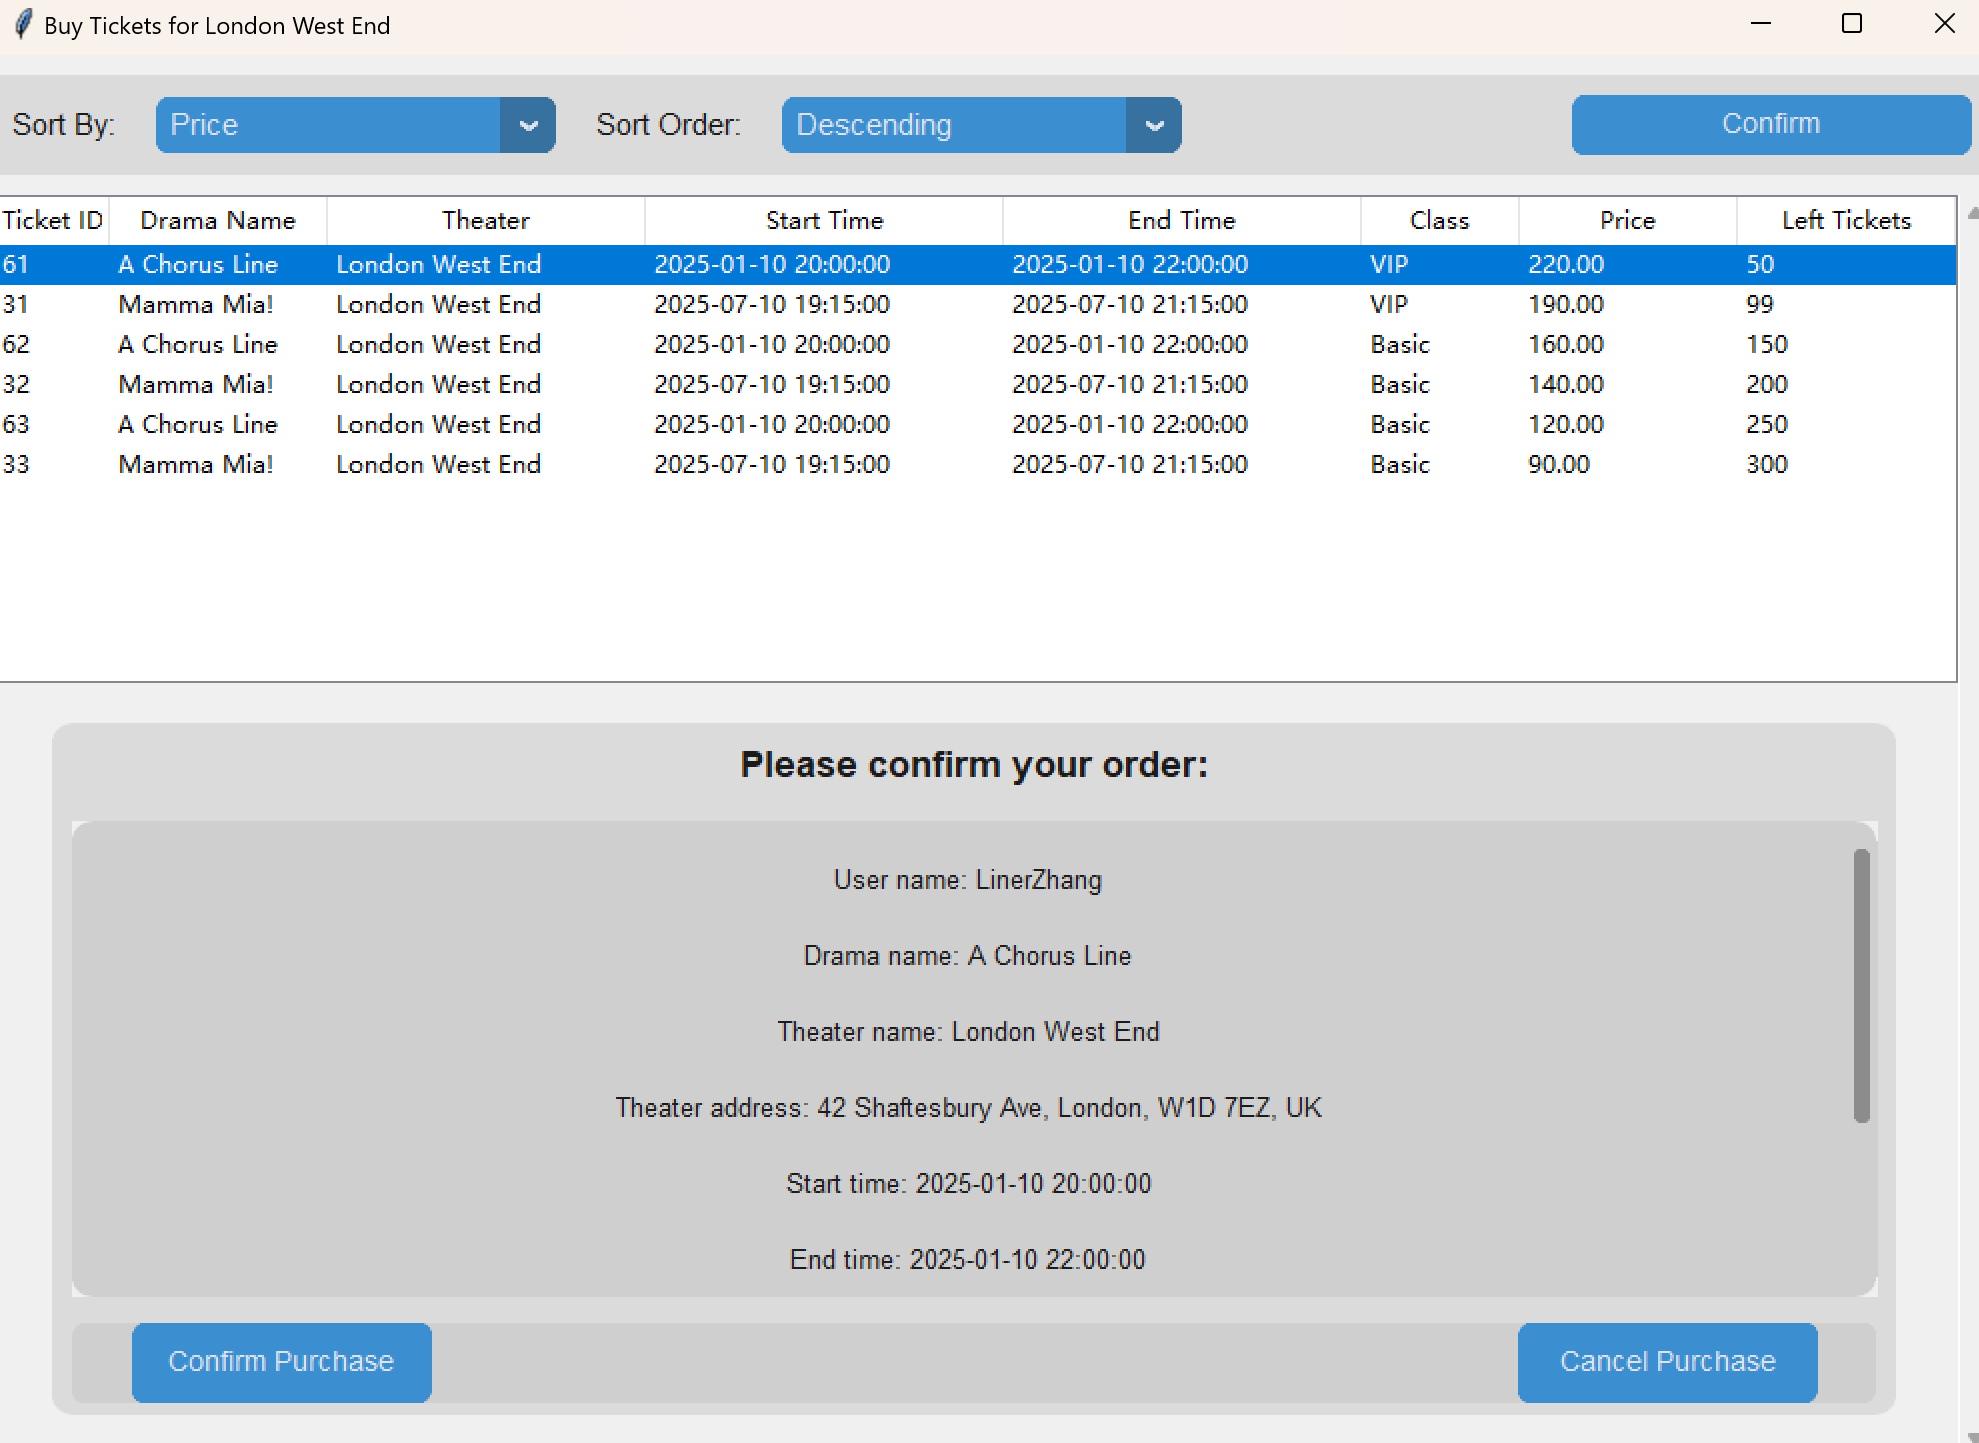 Buy Tickets for London West End
Sort By: Price Sort Order: Descending Confirm
Ticket ID Drama Name Theater Start Time End Time Class Price Left Tickets
61 A Chorus Line London West End 2025-01-10 20:00:00 2025-01-10 22:00:00 VIP 220.00 50
31 Mamma Mia! London West End 2025-07-10 19:15:00 2025-07-10 21:15:00 VIP 190.00 99
62 A Chorus Line London West End 2025-01-10 20:00:00 2025-01-10 22:00:00 Basic 160.00 150
32 Mamma Mia! London West End 2025-07-10 19:15:00 2025-07-10 21:15:00 Basic 140.00 200
63 A Chorus Line London West End 2025-01-10 20:00:00 2025-01-10 22:00:00 Basic 120.00 250
33 Mamma Mia! London West End 2025-07-10 19:15:00 2025-07-10 21:15:00 Basic 90.00 300
Please confirm your order:
User name: LinerZhang
Drama name: A Chorus Line
Theater name: London West End
Theater address: 42 Shaftesbury Ave, London, W1D 7EZ, UK
Start time: 2025-01-10 20:00:00
End time: 2025-01-10 22:00:00
Confirm Purchase Cancel Purchase